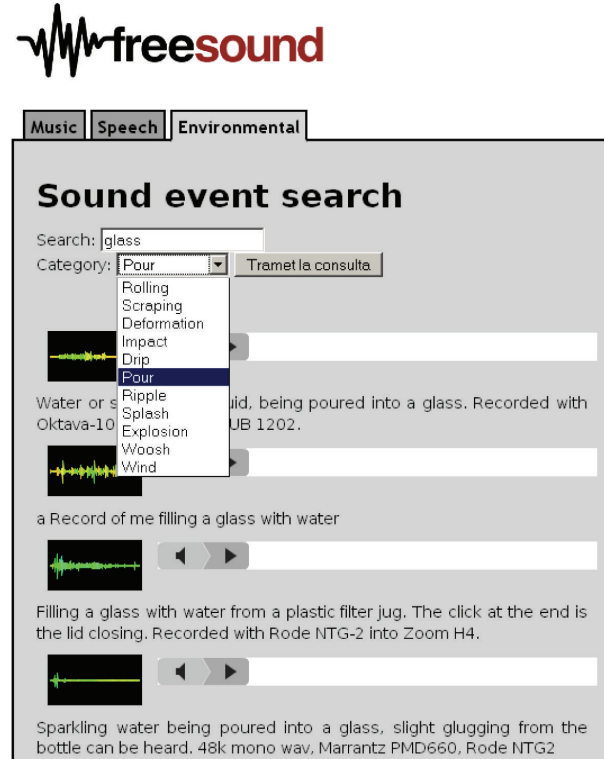 freesound
Music Speech Environmental
Sound event search
Search: glass
Category: Pour Tramet la consulta
Rolling
Scraping
Deformation
Impact
Drip
Pour
Ripple
Splash
Explosion
Woosh
Wind
Water or s uid, being poured into a glass. Recorded with
Oktava-10 UB 1202.
a Record of me filling a glass with water
Filling a glass with water from a plastic filter jug. The click at the end is
the lid closing. Recorded with Rode NTG-2 into Zoom H4.
Sparkling water being poured into a glass, slight glugging from the
bottle can be heard. 48k mono wav, Marrantz PMD660, Rode NTG2